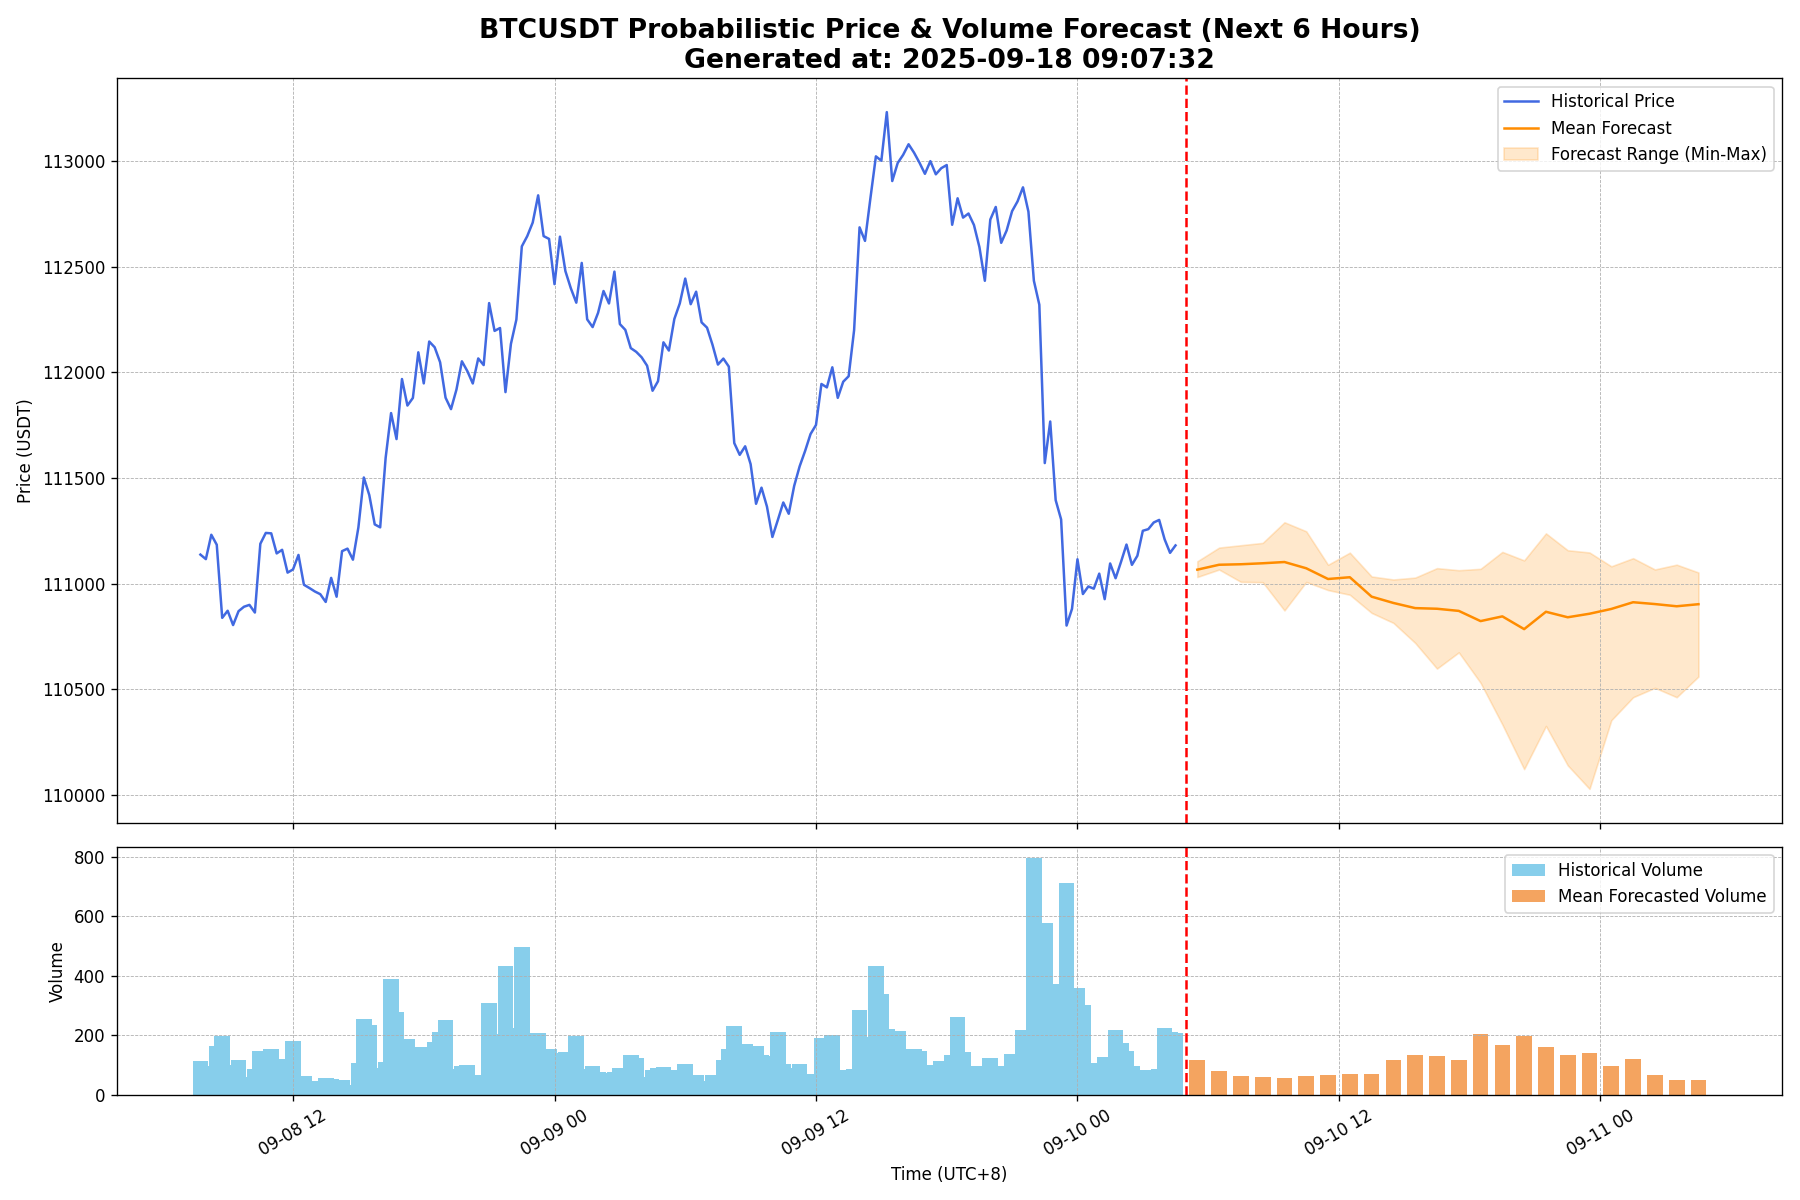 BTCUSDT Probabilistic Price & Volume Forecast (Next 6 Hours)
Generated at: 2025-09-18 09:07:32
Historical Price
Mean Forecast
Forecast Range (Min-Max)
Price (USDT)
113000
112500
112000
111500
111000
110500
110000
Historical Volume
Mean Forecasted Volume
Volume
800
600
400
200
0
09-08 12
09-09 00
09-09 12
09-10 00
09-10 12
09-11 00
Time (UTC+8)